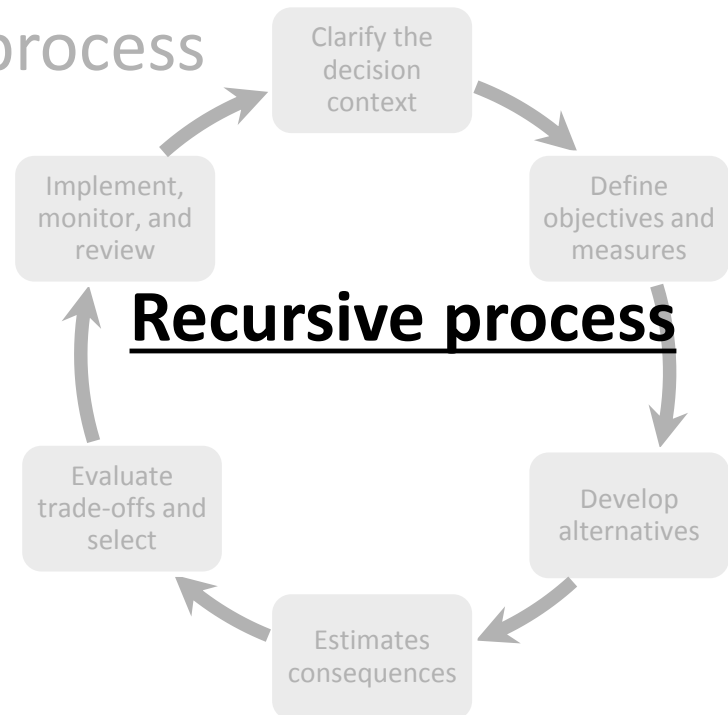 process
Clarify the
decision
context
Define
objectives and
measures
Develop
alternatives
Estimates
consequences
Evaluate
trade-offs and
select
Implement,
monitor, and
review
Recursive process